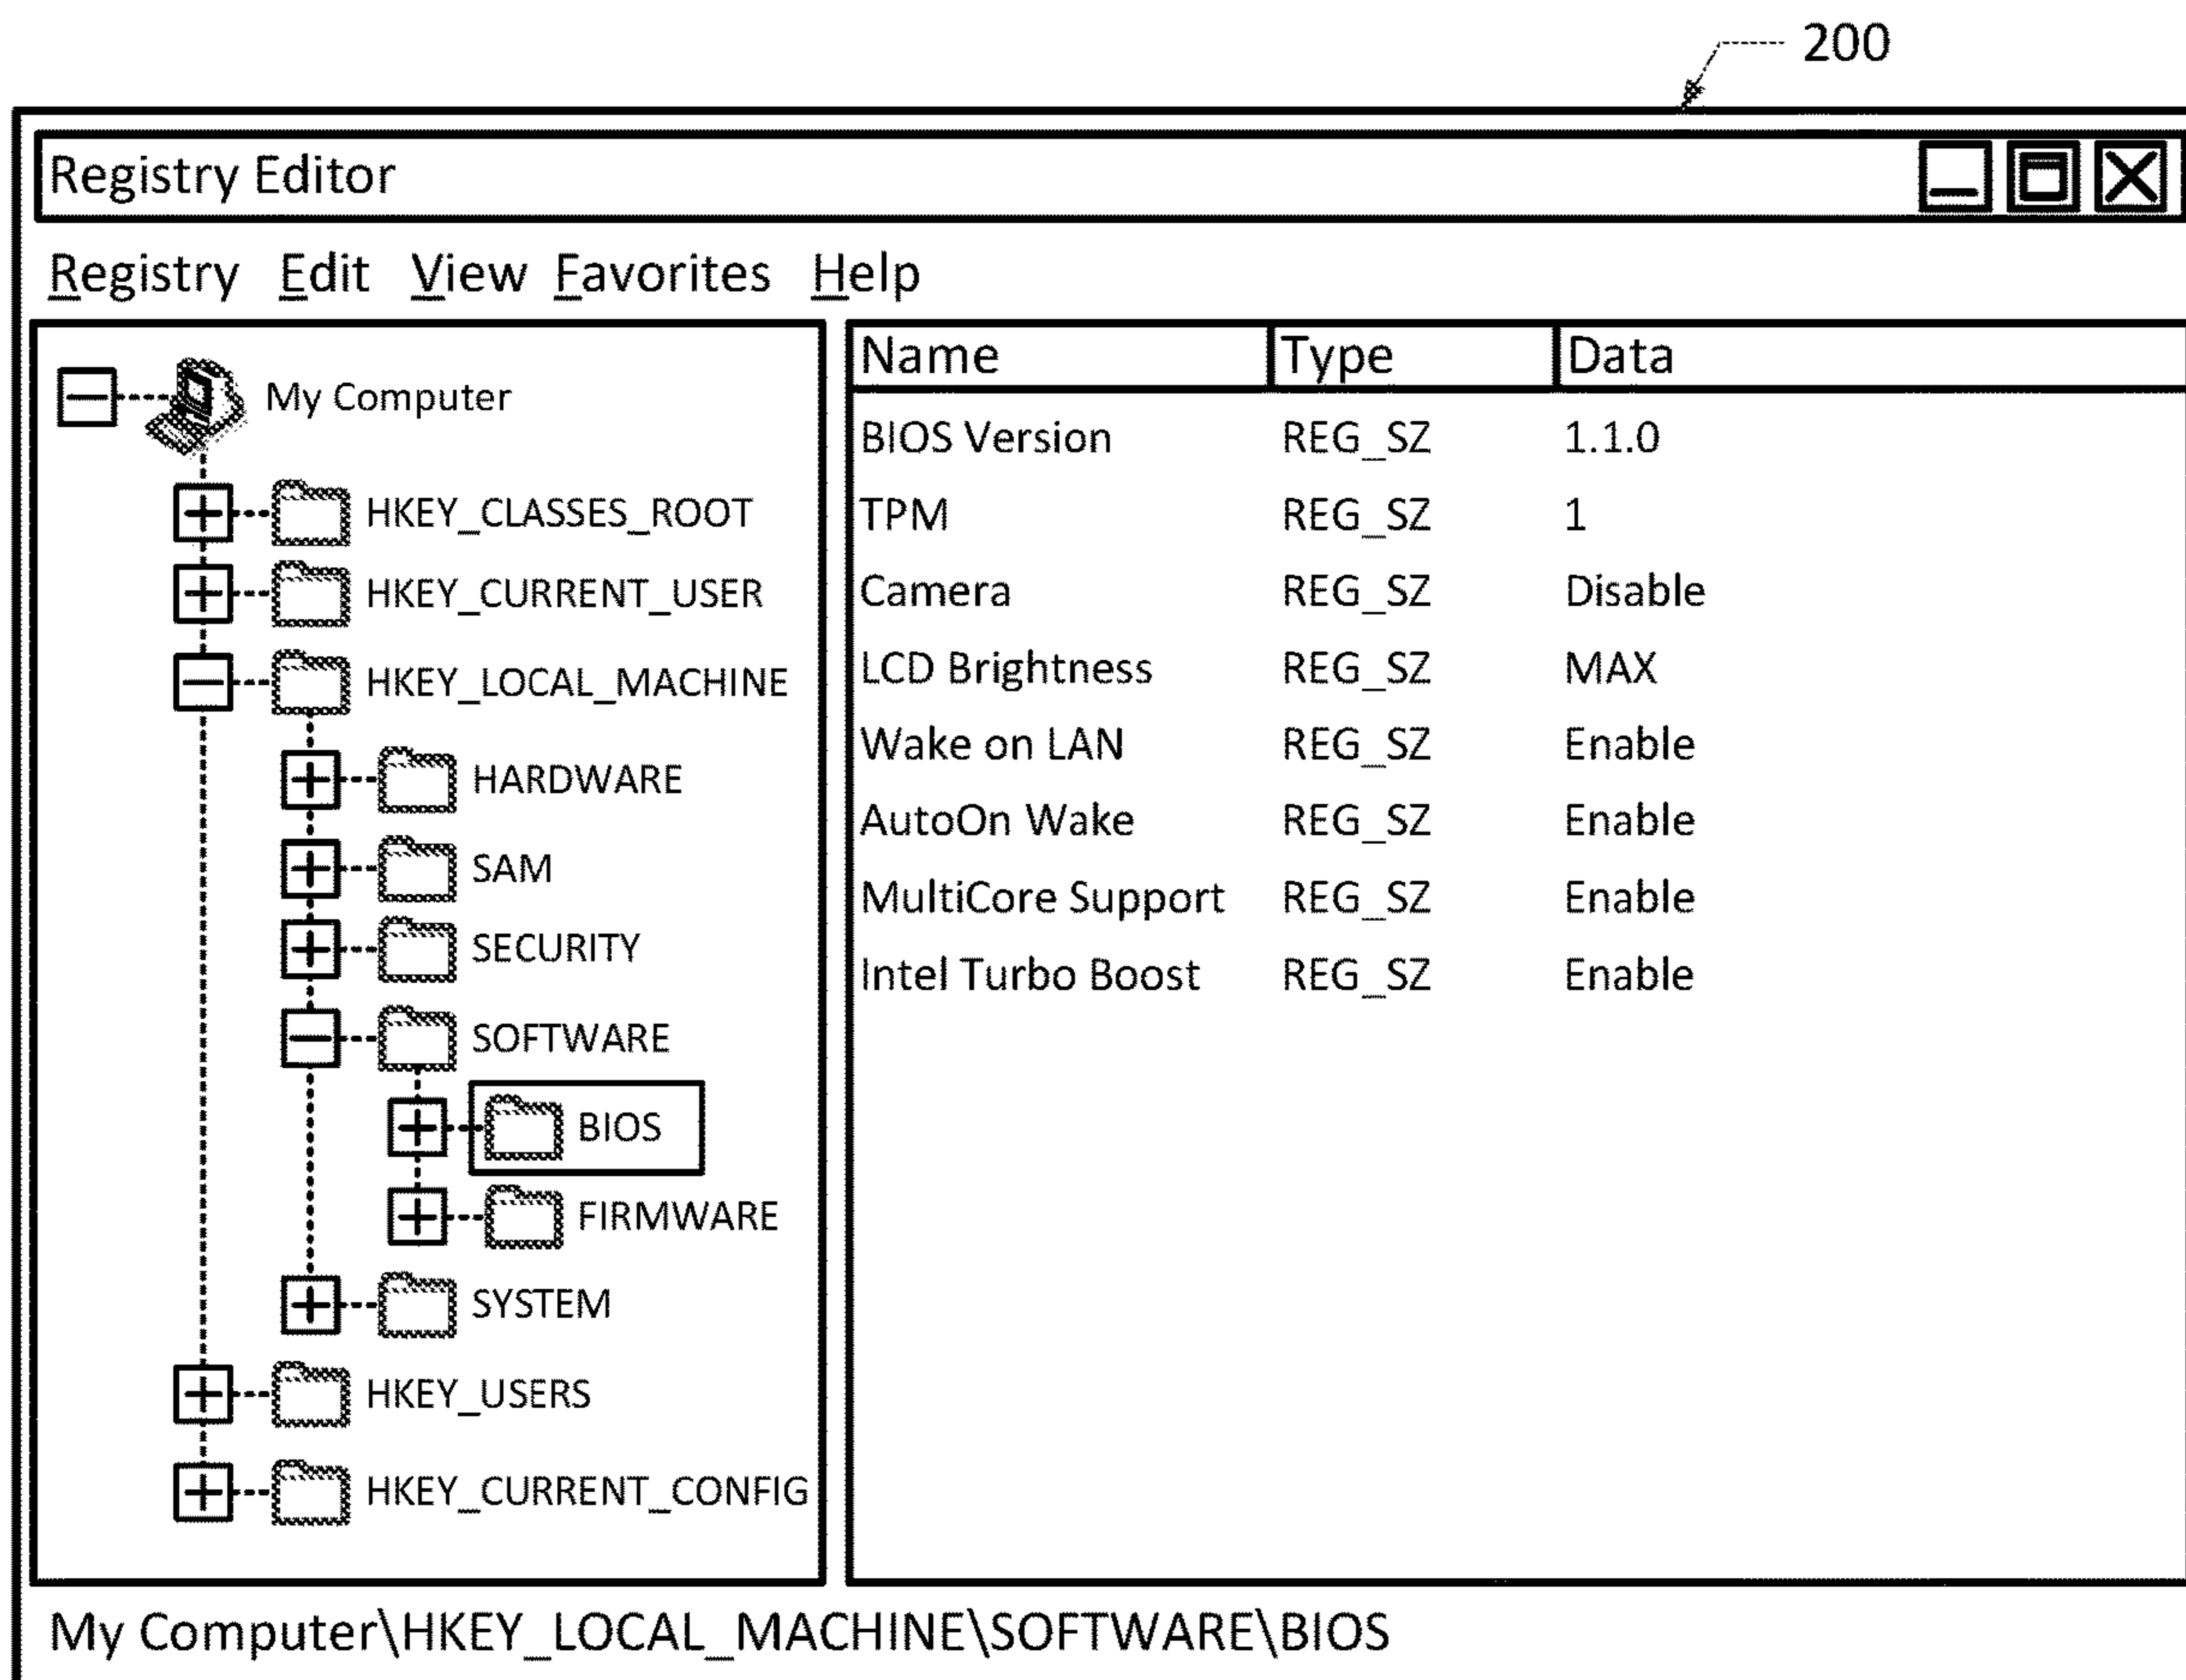 200
Registry Editor
Registry Edit View Favorites Help
My Computer
HKEY_CLASSES_ROOT
HKEY_CURRENT_USER
HKEY_LOCAL_MACHINE
HARDWARE
SAM
SECURITY
SOFTWARE
BIOS
FIRMWARE
SYSTEM
HKEY_USERS
HKEY_CURRENT_CONFIG
Name Type Data
BIOS Version REG_SZ 1.1.0
TPM REG_SZ 1
Camera REG_SZ Disable
LCD Brightness REG_SZ MAX
Wake on LAN REG_SZ Enable
AutoOn Wake REG_SZ Enable
MultiCore Support REG_SZ Enable
Intel Turbo Boost REG_SZ Enable
My Computer\HKEY_LOCAL_MACHINE\SOFTWARE\BIOS